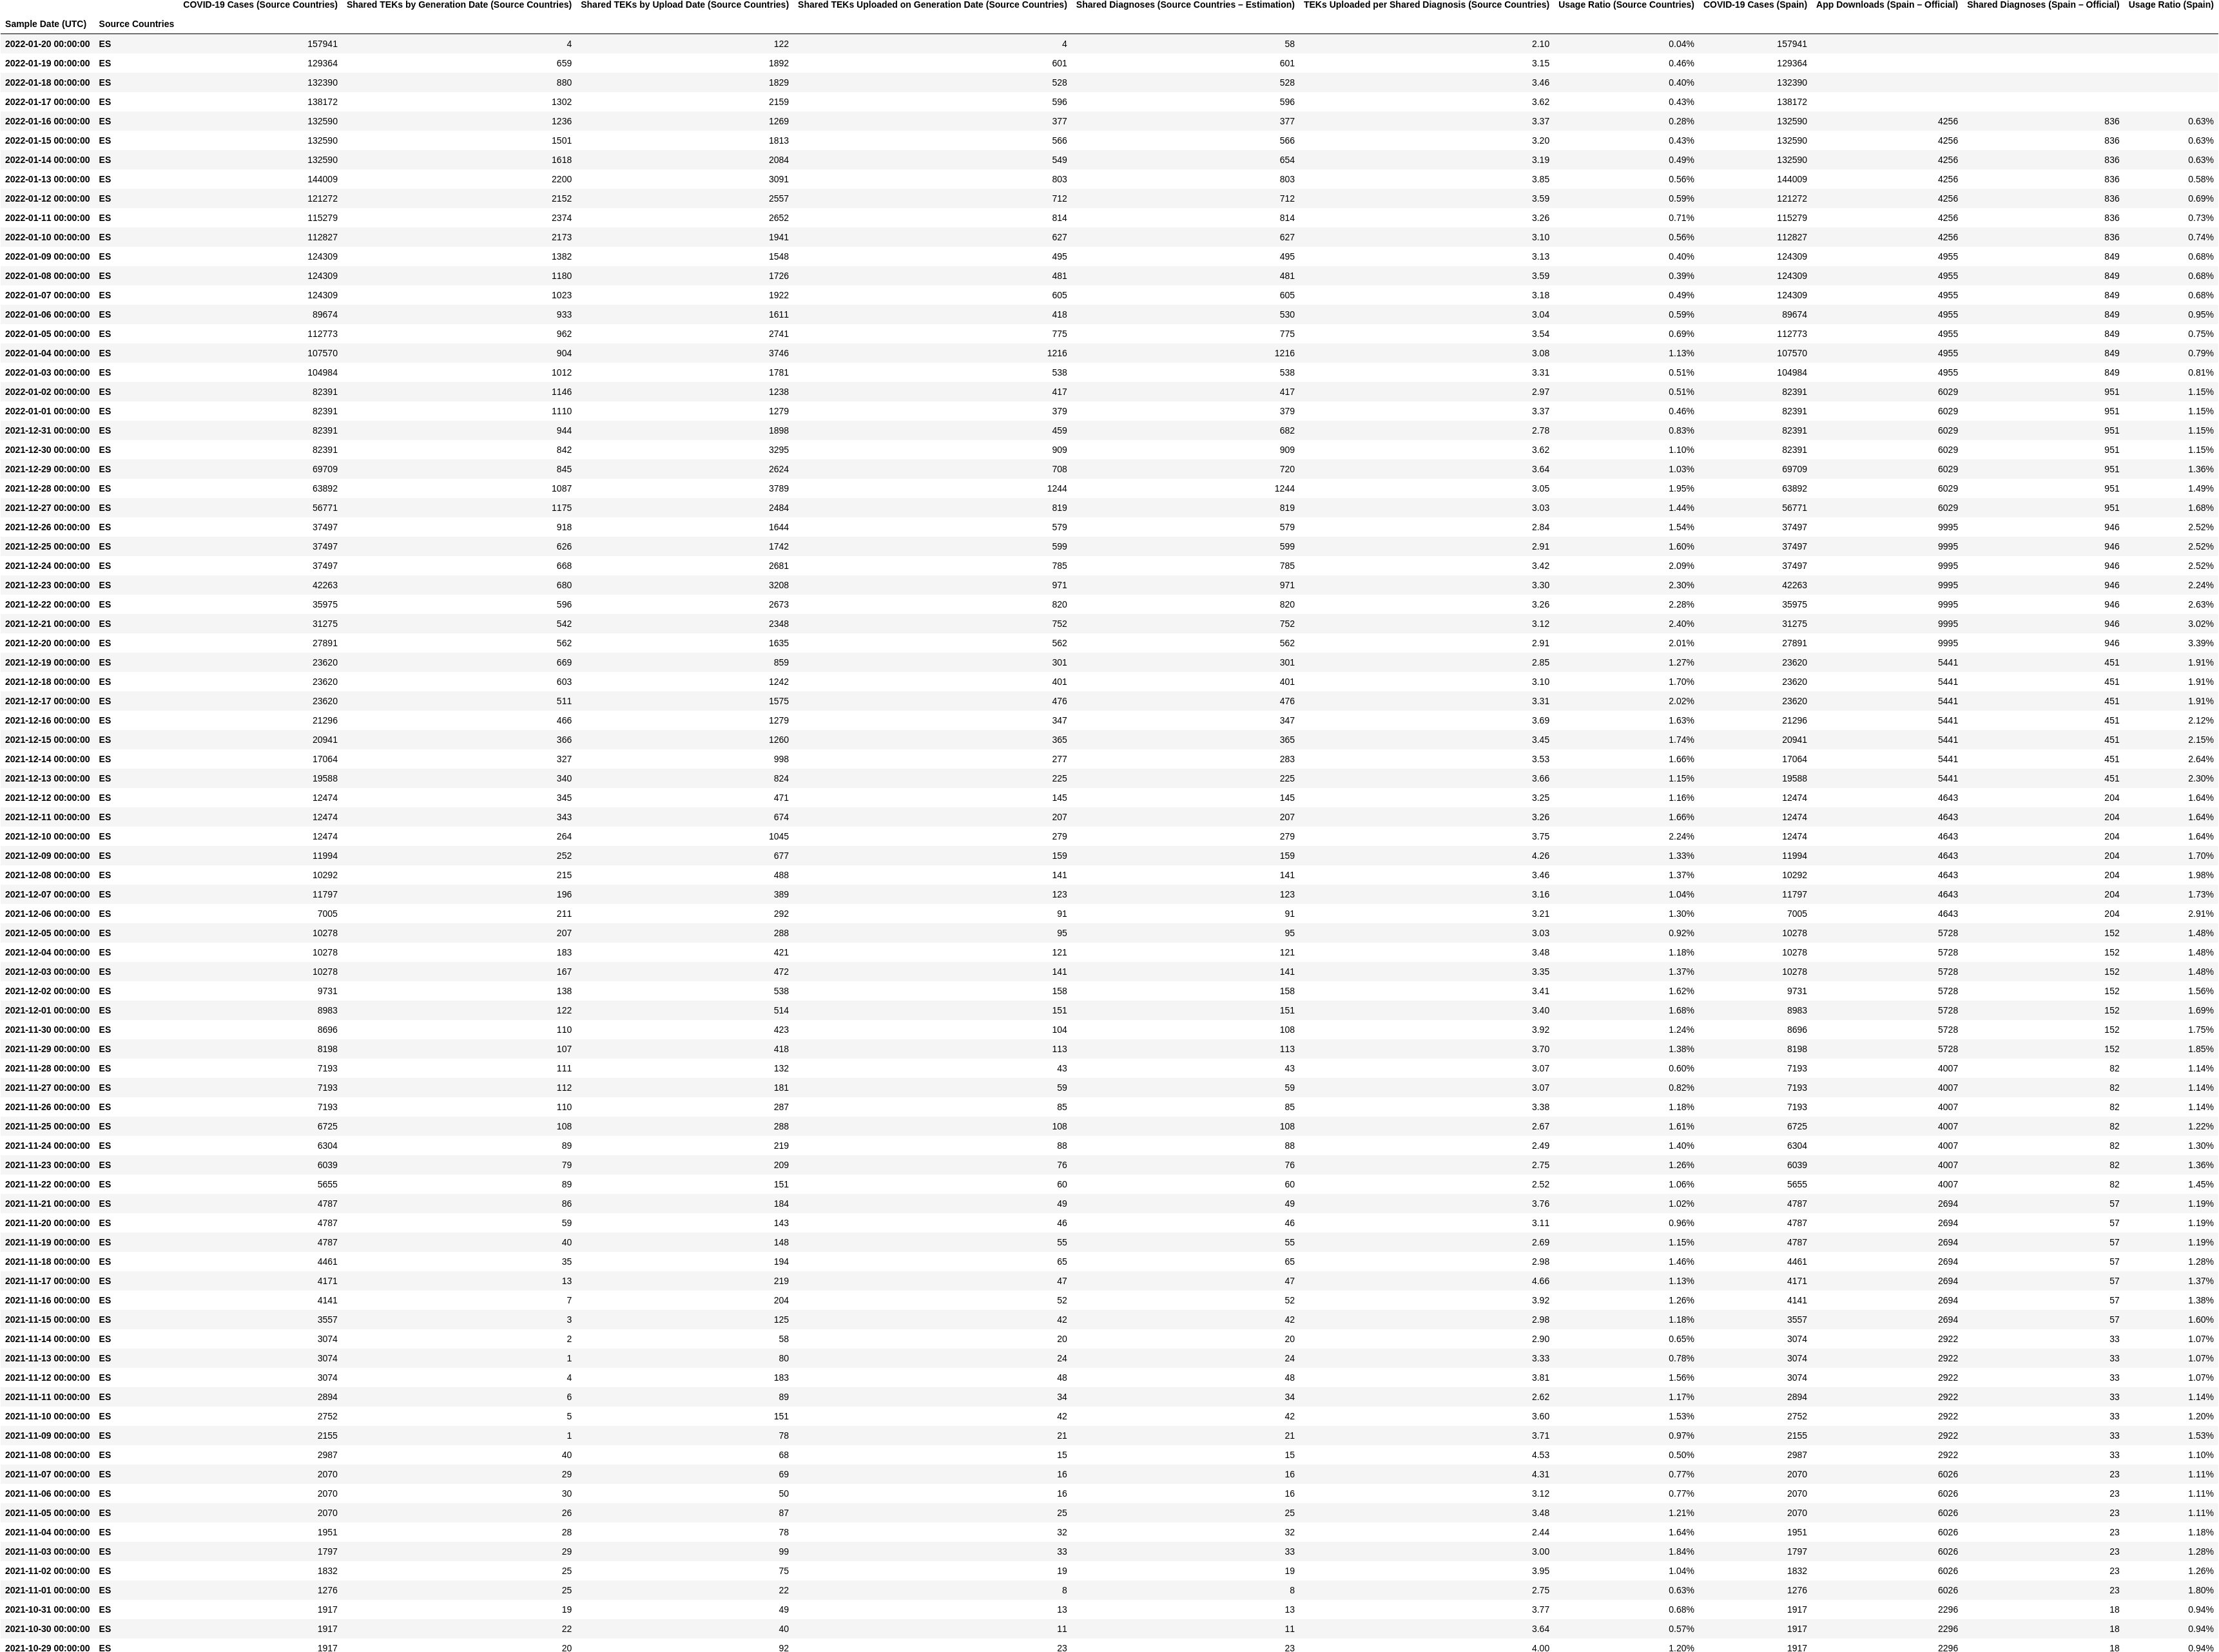 COVID-19 Cases (Source Countries) Shared TEKs by Generation Date (Source Countries) Shared TEKs by Upload Date (Source Countries) Shared TEKs Uploaded on Generation Date (Source Countries) Shared Diagnoses (Source Countries – Estimation) TEKs Uploaded per Shared Diagnosis (Source Countries) Usage Ratio (Source Countries) COVID-19 Cases (Spain) App Downloads (Spain – Official) Shared Diagnoses (Spain – Official) Usage Ratio (Spain)
Sample Date (UTC) Source Countries
2022-01-20 00:00:00 ES 157941 4 122 4 58 2.10 0.04% 157941
2022-01-19 00:00:00 ES 129364 659 1892 601 601 3.15 0.46% 129364
2022-01-18 00:00:00 ES 132390 880 1829 528 528 3.46 0.40% 132390
2022-01-17 00:00:00 ES 138172 1302 2159 596 596 3.62 0.43% 138172
2022-01-16 00:00:00 ES 132590 1236 1269 377 377 3.37 0.28% 132590 4256 836 0.63%
2022-01-15 00:00:00 ES 132590 1501 1813 566 566 3.20 0.43% 132590 4256 836 0.63%
2022-01-14 00:00:00 ES 132590 1618 2084 549 654 3.19 0.49% 132590 4256 836 0.63%
2022-01-13 00:00:00 ES 144009 2200 3091 803 803 3.85 0.56% 144009 4256 836 0.58%
2022-01-12 00:00:00 ES 121272 2152 2557 712 712 3.59 0.59% 121272 4256 836 0.69%
2022-01-11 00:00:00 ES 115279 2374 2652 814 814 3.26 0.71% 115279 4256 836 0.73%
2022-01-10 00:00:00 ES 112827 2173 1941 627 627 3.10 0.56% 112827 4256 836 0.74%
2022-01-09 00:00:00 ES 124309 1382 1548 495 495 3.13 0.40% 124309 4955 849 0.68%
2022-01-08 00:00:00 ES 124309 1180 1726 481 481 3.59 0.39% 124309 4955 849 0.68%
2022-01-07 00:00:00 ES 124309 1023 1922 605 605 3.18 0.49% 124309 4955 849 0.68%
2022-01-06 00:00:00 ES 89674 933 1611 418 530 3.04 0.59% 89674 4955 849 0.95%
2022-01-05 00:00:00 ES 112773 962 2741 775 775 3.54 0.69% 112773 4955 849 0.75%
2022-01-04 00:00:00 ES 107570 904 3746 1216 1216 3.08 1.13% 107570 4955 849 0.79%
2022-01-03 00:00:00 ES 104984 1012 1781 538 538 3.31 0.51% 104984 4955 849 0.81%
2022-01-02 00:00:00 ES 82391 1146 1238 417 417 2.97 0.51% 82391 6029 951 1.15%
2022-01-01 00:00:00 ES 82391 1110 1279 379 379 3.37 0.46% 82391 6029 951 1.15%
2021-12-31 00:00:00 ES 82391 944 1898 459 682 2.78 0.83% 82391 6029 951 1.15%
2021-12-30 00:00:00 ES 82391 842 3295 909 909 3.62 1.10% 82391 6029 951 1.15%
2021-12-29 00:00:00 ES 69709 845 2624 708 720 3.64 1.03% 69709 6029 951 1.36%
2021-12-28 00:00:00 ES 63892 1087 3789 1244 1244 3.05 1.95% 63892 6029 951 1.49%
2021-12-27 00:00:00 ES 56771 1175 2484 819 819 3.03 1.44% 56771 6029 951 1.68%
2021-12-26 00:00:00 ES 37497 918 1644 579 579 2.84 1.54% 37497 9995 946 2.52%
2021-12-25 00:00:00 ES 37497 626 1742 599 599 2.91 1.60% 37497 9995 946 2.52%
2021-12-24 00:00:00 ES 37497 668 2681 785 785 3.42 2.09% 37497 9995 946 2.52%
2021-12-23 00:00:00 ES 42263 680 3208 971 971 3.30 2.30% 42263 9995 946 2.24%
2021-12-22 00:00:00 ES 35975 596 2673 820 820 3.26 2.28% 35975 9995 946 2.63%
2021-12-21 00:00:00 ES 31275 542 2348 752 752 3.12 2.40% 31275 9995 946 3.02%
2021-12-20 00:00:00 ES 27891 562 1635 562 562 2.91 2.01% 27891 9995 946 3.39%
2021-12-19 00:00:00 ES 23620 669 859 301 301 2.85 1.27% 23620 5441 451 1.91%
2021-12-18 00:00:00 ES 23620 603 1242 401 401 3.10 1.70% 23620 5441 451 1.91%
2021-12-17 00:00:00 ES 23620 511 1575 476 476 3.31 2.02% 23620 5441 451 1.91%
2021-12-16 00:00:00 ES 21296 466 1279 347 347 3.69 1.63% 21296 5441 451 2.12%
2021-12-15 00:00:00 ES 20941 366 1260 365 365 3.45 1.74% 20941 5441 451 2.15%
2021-12-14 00:00:00 ES 17064 327 998 277 283 3.53 1.66% 17064 5441 451 2.64%
2021-12-13 00:00:00 ES 19588 340 824 225 225 3.66 1.15% 19588 5441 451 2.30%
2021-12-12 00:00:00 ES 12474 345 471 145 145 3.25 1.16% 12474 4643 204 1.64%
2021-12-11 00:00:00 ES 12474 343 674 207 207 3.26 1.66% 12474 4643 204 1.64%
2021-12-10 00:00:00 ES 12474 264 1045 279 279 3.75 2.24% 12474 4643 204 1.64%
2021-12-09 00:00:00 ES 11994 252 677 159 159 4.26 1.33% 11994 4643 204 1.70%
2021-12-08 00:00:00 ES 10292 215 488 141 141 3.46 1.37% 10292 4643 204 1.98%
2021-12-07 00:00:00 ES 11797 196 389 123 123 3.16 1.04% 11797 4643 204 1.73%
2021-12-06 00:00:00 ES 7005 211 292 91 91 3.21 1.30% 7005 4643 204 2.91%
2021-12-05 00:00:00 ES 10278 207 288 95 95 3.03 0.92% 10278 5728 152 1.48%
2021-12-04 00:00:00 ES 10278 183 421 121 121 3.48 1.18% 10278 5728 152 1.48%
2021-12-03 00:00:00 ES 10278 167 472 141 141 3.35 1.37% 10278 5728 152 1.48%
2021-12-02 00:00:00 ES 9731 138 538 158 158 3.41 1.62% 9731 5728 152 1.56%
2021-12-01 00:00:00 ES 8983 122 514 151 151 3.40 1.68% 8983 5728 152 1.69%
2021-11-30 00:00:00 ES 8696 110 423 104 108 3.92 1.24% 8696 5728 152 1.75%
2021-11-29 00:00:00 ES 8198 107 418 113 113 3.70 1.38% 8198 5728 152 1.85%
2021-11-28 00:00:00 ES 7193 111 132 43 43 3.07 0.60% 7193 4007 82 1.14%
2021-11-27 00:00:00 ES 7193 112 181 59 59 3.07 0.82% 7193 4007 82 1.14%
2021-11-26 00:00:00 ES 7193 110 287 85 85 3.38 1.18% 7193 4007 82 1.14%
2021-11-25 00:00:00 ES 6725 108 288 108 108 2.67 1.61% 6725 4007 82 1.22%
2021-11-24 00:00:00 ES 6304 89 219 88 88 2.49 1.40% 6304 4007 82 1.30%
2021-11-23 00:00:00 ES 6039 79 209 76 76 2.75 1.26% 6039 4007 82 1.36%
2021-11-22 00:00:00 ES 5655 89 151 60 60 2.52 1.06% 5655 4007 82 1.45%
2021-11-21 00:00:00 ES 4787 86 184 49 49 3.76 1.02% 4787 2694 57 1.19%
2021-11-20 00:00:00 ES 4787 59 143 46 46 3.11 0.96% 4787 2694 57 1.19%
2021-11-19 00:00:00 ES 4787 40 148 55 55 2.69 1.15% 4787 2694 57 1.19%
2021-11-18 00:00:00 ES 4461 35 194 65 65 2.98 1.46% 4461 2694 57 1.28%
2021-11-17 00:00:00 ES 4171 13 219 47 47 4.66 1.13% 4171 2694 57 1.37%
2021-11-16 00:00:00 ES 4141 7 204 52 52 3.92 1.26% 4141 2694 57 1.38%
2021-11-15 00:00:00 ES 3557 3 125 42 42 2.98 1.18% 3557 2694 57 1.60%
2021-11-14 00:00:00 ES 3074 2 58 20 20 2.90 0.65% 3074 2922 33 1.07%
2021-11-13 00:00:00 ES 3074 1 80 24 24 3.33 0.78% 3074 2922 33 1.07%
2021-11-12 00:00:00 ES 3074 4 183 48 48 3.81 1.56% 3074 2922 33 1.07%
2021-11-11 00:00:00 ES 2894 6 89 34 34 2.62 1.17% 2894 2922 33 1.14%
2021-11-10 00:00:00 ES 2752 5 151 42 42 3.60 1.53% 2752 2922 33 1.20%
2021-11-09 00:00:00 ES 2155 1 78 21 21 3.71 0.97% 2155 2922 33 1.53%
2021-11-08 00:00:00 ES 2987 40 68 15 15 4.53 0.50% 2987 2922 33 1.10%
2021-11-07 00:00:00 ES 2070 29 69 16 16 4.31 0.77% 2070 6026 23 1.11%
2021-11-06 00:00:00 ES 2070 30 50 16 16 3.12 0.77% 2070 6026 23 1.11%
2021-11-05 00:00:00 ES 2070 26 87 25 25 3.48 1.21% 2070 6026 23 1.11%
2021-11-04 00:00:00 ES 1951 28 78 32 32 2.44 1.64% 1951 6026 23 1.18%
2021-11-03 00:00:00 ES 1797 29 99 33 33 3.00 1.84% 1797 6026 23 1.28%
2021-11-02 00:00:00 ES 1832 25 75 19 19 3.95 1.04% 1832 6026 23 1.26%
2021-11-01 00:00:00 ES 1276 25 22 8 8 2.75 0.63% 1276 6026 23 1.80%
2021-10-31 00:00:00 ES 1917 19 49 13 13 3.77 0.68% 1917 2296 18 0.94%
2021-10-30 00:00:00 ES 1917 22 40 11 11 3.64 0.57% 1917 2296 18 0.94%
2021-10-29 00:00:00 ES 1917 20 92 23 23 4.00 1.20% 1917 2296 18 0.94%